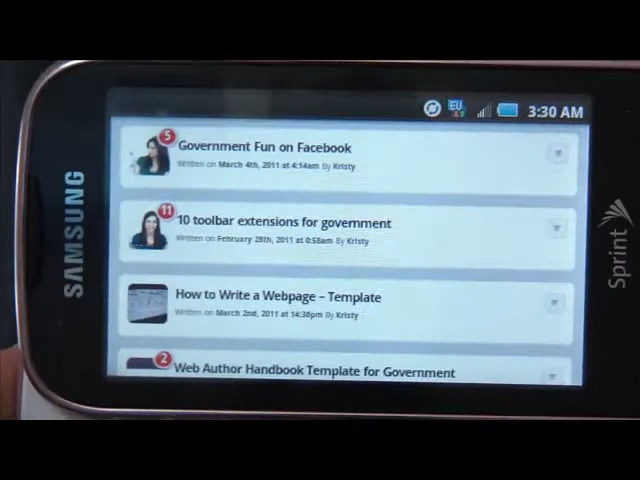 EU
3:30 AM
5
Government Fun on Facebook
Written on March 4th, 2011 at 4:14am By Kristy
11
10 toolbar extensions for government
Written on February 28th, 2011 at 0:58am By Kristy
How to Write a Webpage – Template
Written on March 2nd, 2011 at 14:36pm By Kristy
2
Web Author Handbook Template for Government
SAMSUNG
Sprint